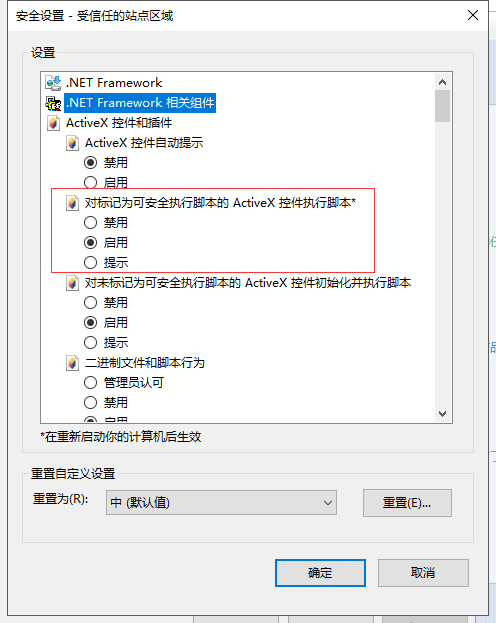 安全设置 - 受信任的站点区域
设置
.NET Framework
.NET Framework 相关组件
ActiveX 控件和插件
ActiveX 控件自动提示
禁用
启用
对标记为可安全执行脚本的 ActiveX 控件执行脚本*
禁用
启用
提示
对未标记为可安全执行脚本的 ActiveX 控件初始化并执行脚本
禁用
启用
提示
二进制文件和脚本行为
管理员认可
禁用
启用
*在重新启动你的计算机后生效
重置自定义设置
重置为(R):
中 (默认值)
重置(E)...
确定
取消